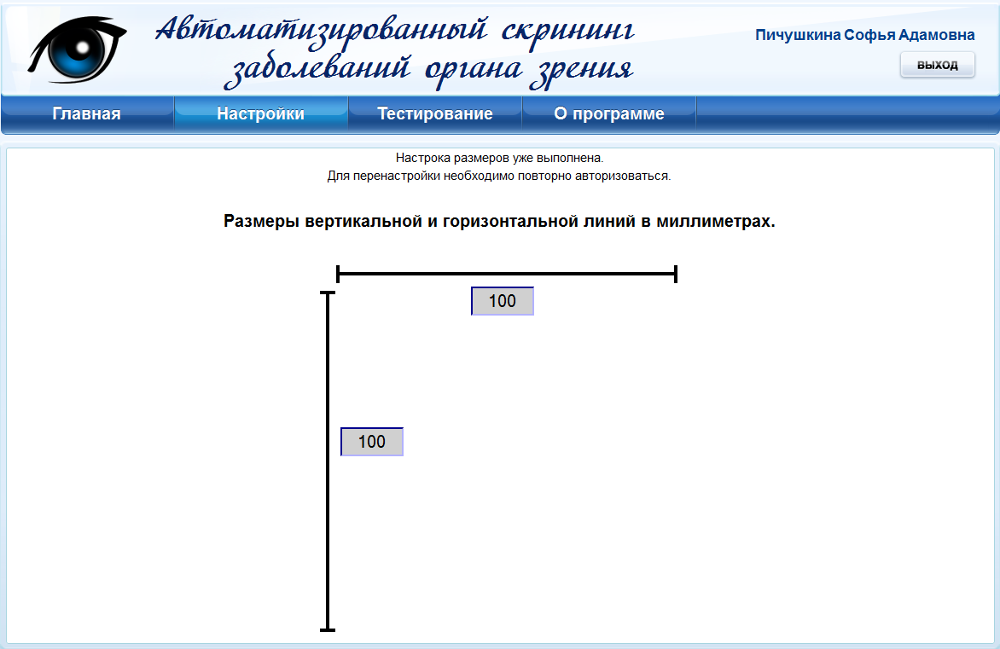 Автоматизированный скрининг
заболеваний органа зрения
Пичушкина Софья Адамовна
выход
Главная
Настройки
Тестирование
О программе
Настрока размеров уже выполнена.
Для перенастройки необходимо повторно авторизоваться.
Размеры вертикальной и горизонтальной линий в миллиметрах.
100
100